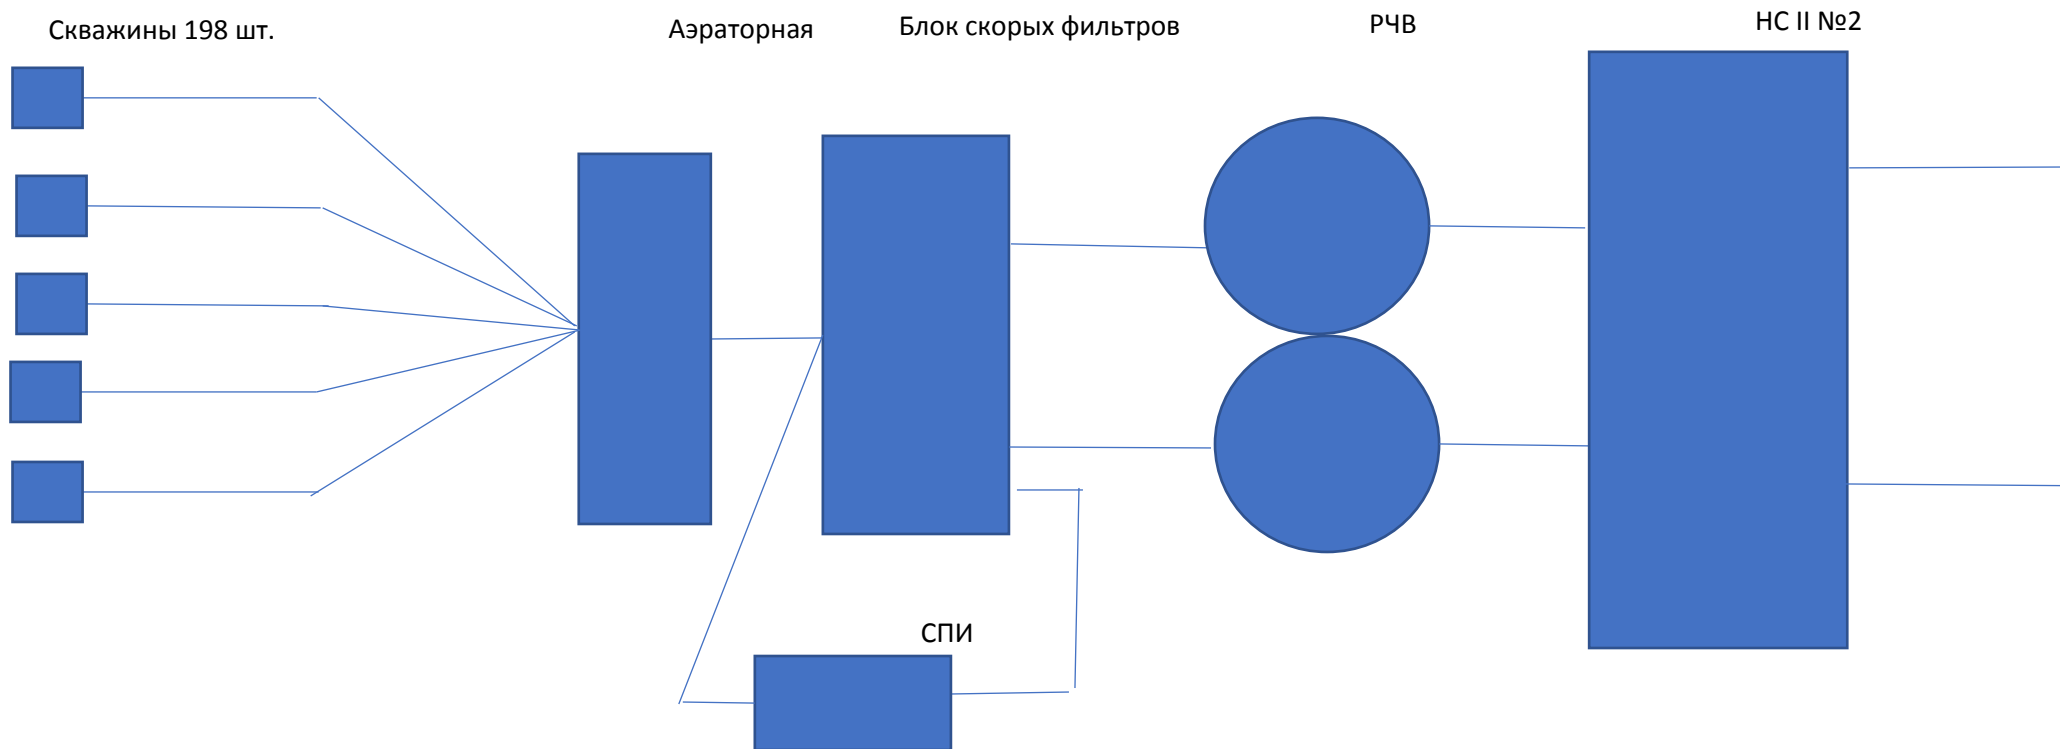 Скважины 198 шт.
Аэраторная
Блок скорых фильтров
РЧВ
НС II №2
СПИ